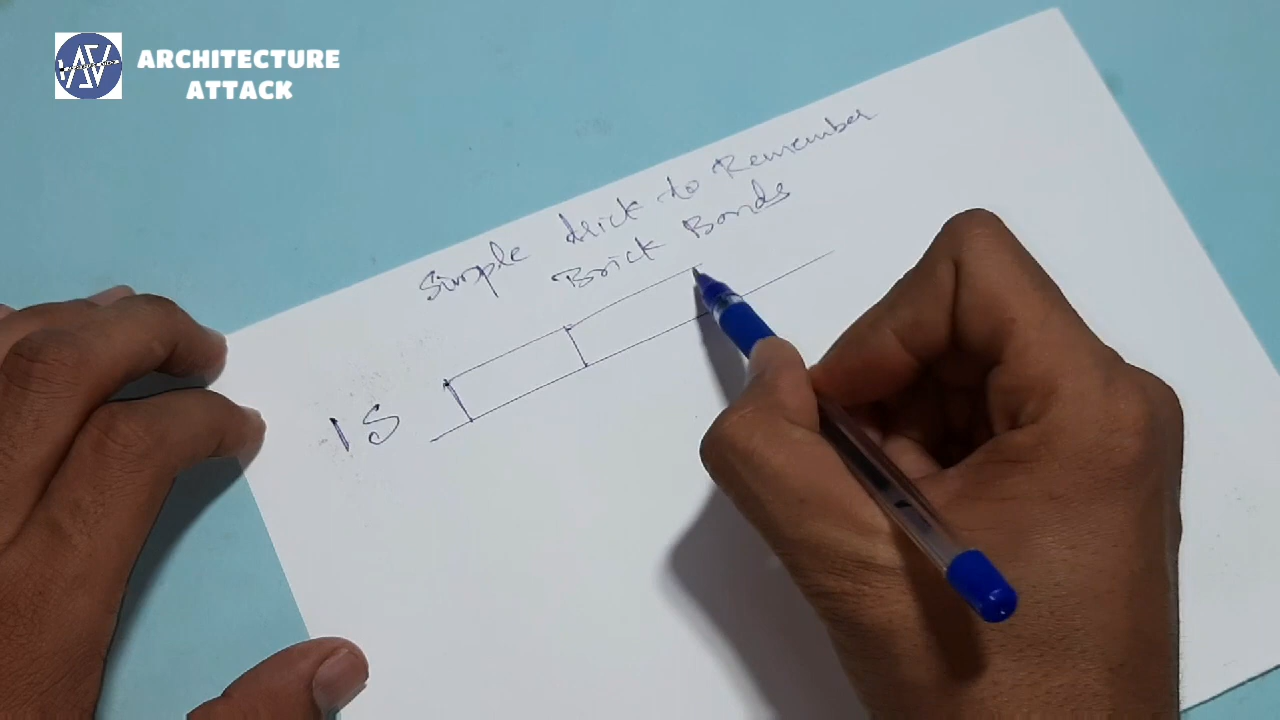 ARCHITECTURE
ATTACK
Simple trick to Remember
Brick Bonds
1S